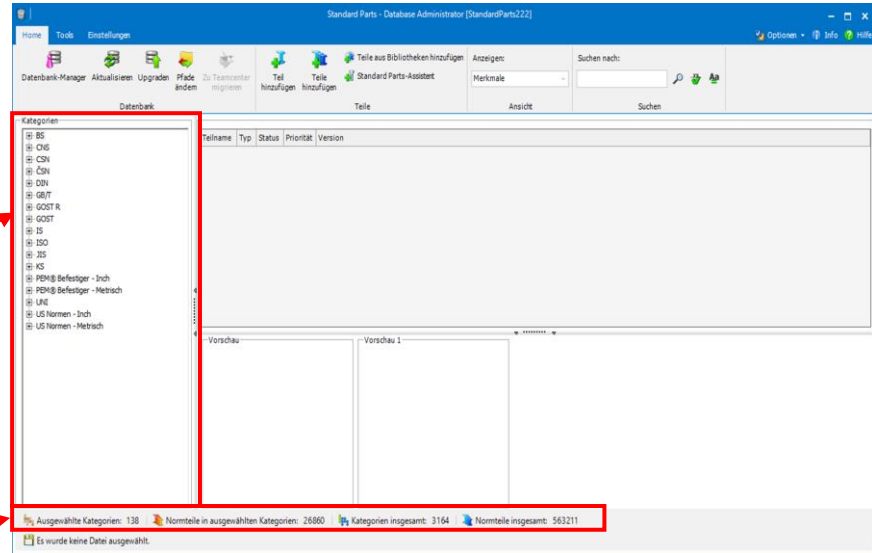 Standard Parts - Database Administrator [StandardParts222]
Home Tools Einstellungen
Optionen Info Hilfe
Datenbank-Manager Aktualisieren Upgraden Pfade ändern Zu Teamcenter migrieren
Datenbank
Teil hinzufügen Teile hinzufügen
Teile aus Bibliotheken hinzufügen
Standard Parts-Assistent
Teile
Anzeigen:
Merkmale
Ansicht
Suchen nach:
Suchen
Kategorien
BS
CNS
CSN
ČSN
DIN
GB/T
GOST R
GOST
IS
ISO
JIS
KS
PEM® Befestiger - Inch
PEM® Befestiger - Metrisch
UNI
US Normen - Inch
US Normen - Metrisch
Teilname Typ Status Priorität Version
Vorschau
Vorschau 1
Ausgewählte Kategorien: 138 Normteile in ausgewählten Kategorien: 26860 Kategorien insgesamt: 3164 Normteile insgesamt: 563211
Es wurde keine Datei ausgewählt.